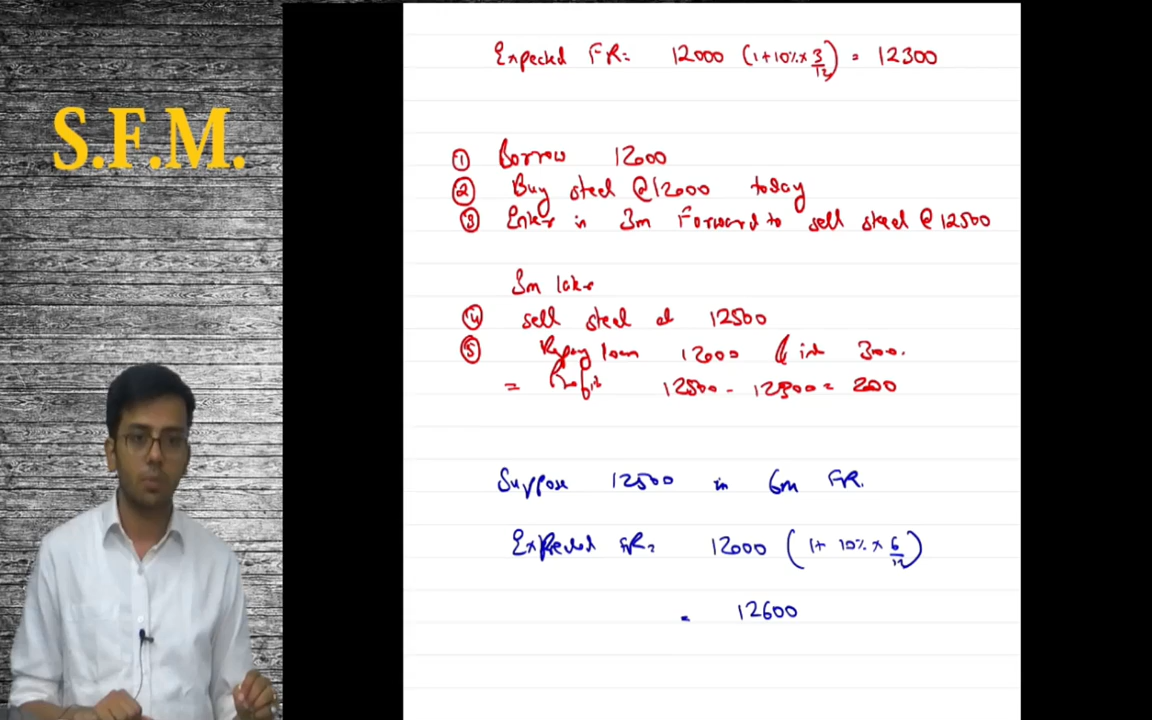 S.F.M.
Expected FR = 12000 (1+10%× 3/12) = 12300
① Borrow 12000
② Buy steel @12000 today
③ Enter in 3m Forward to sell steel @ 12500
3m later
④ sell steel at 12500
⑤ Repay loan 12000 & int 300.
= Profit 12500 - 12300 = 200
Suppose 12500 in 6m FR.
Expected FR = 12000 (1+ 10% × 6/12)
= 12600